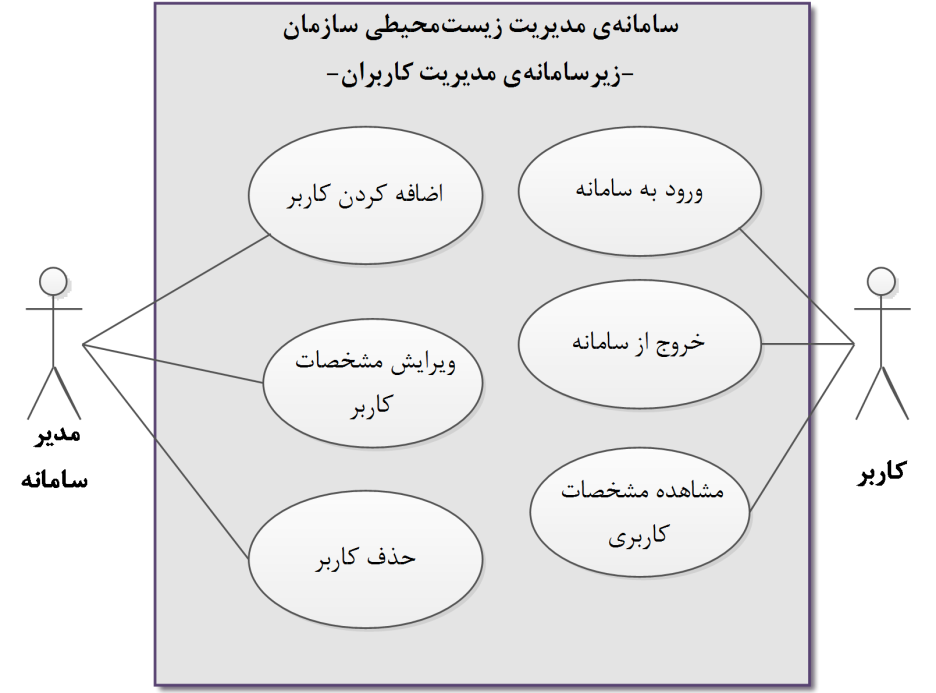 سامانه‌ی مدیریت زیست‌محیطی سازمان
-زیرسامانه‌ی مدیریت کاربران-
ورود به سامانه
اضافه کردن کاربر
خروج از سامانه
ویرایش مشخصات
کاربر
مشاهده مشخصات
کاربری
حذف کاربر
کاربر
مدیر
سامانه